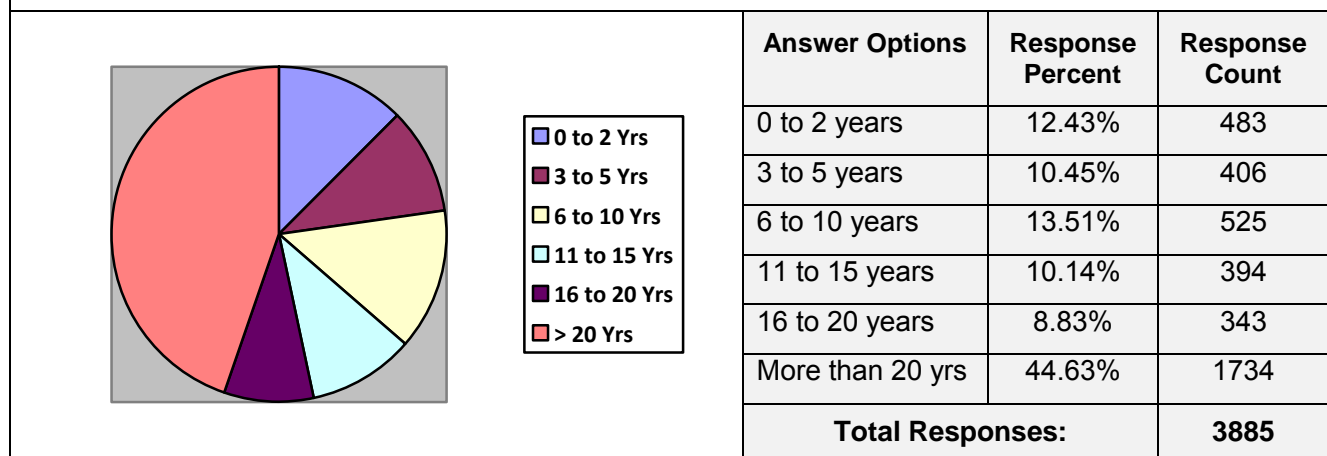 0 to 2 Yrs
3 to 5 Yrs
6 to 10 Yrs
11 to 15 Yrs
16 to 20 Yrs
> 20 Yrs
Answer Options Response Percent Response Count
0 to 2 years 12.43% 483
3 to 5 years 10.45% 406
6 to 10 years 13.51% 525
11 to 15 years 10.14% 394
16 to 20 years 8.83% 343
More than 20 yrs 44.63% 1734
Total Responses: 3885